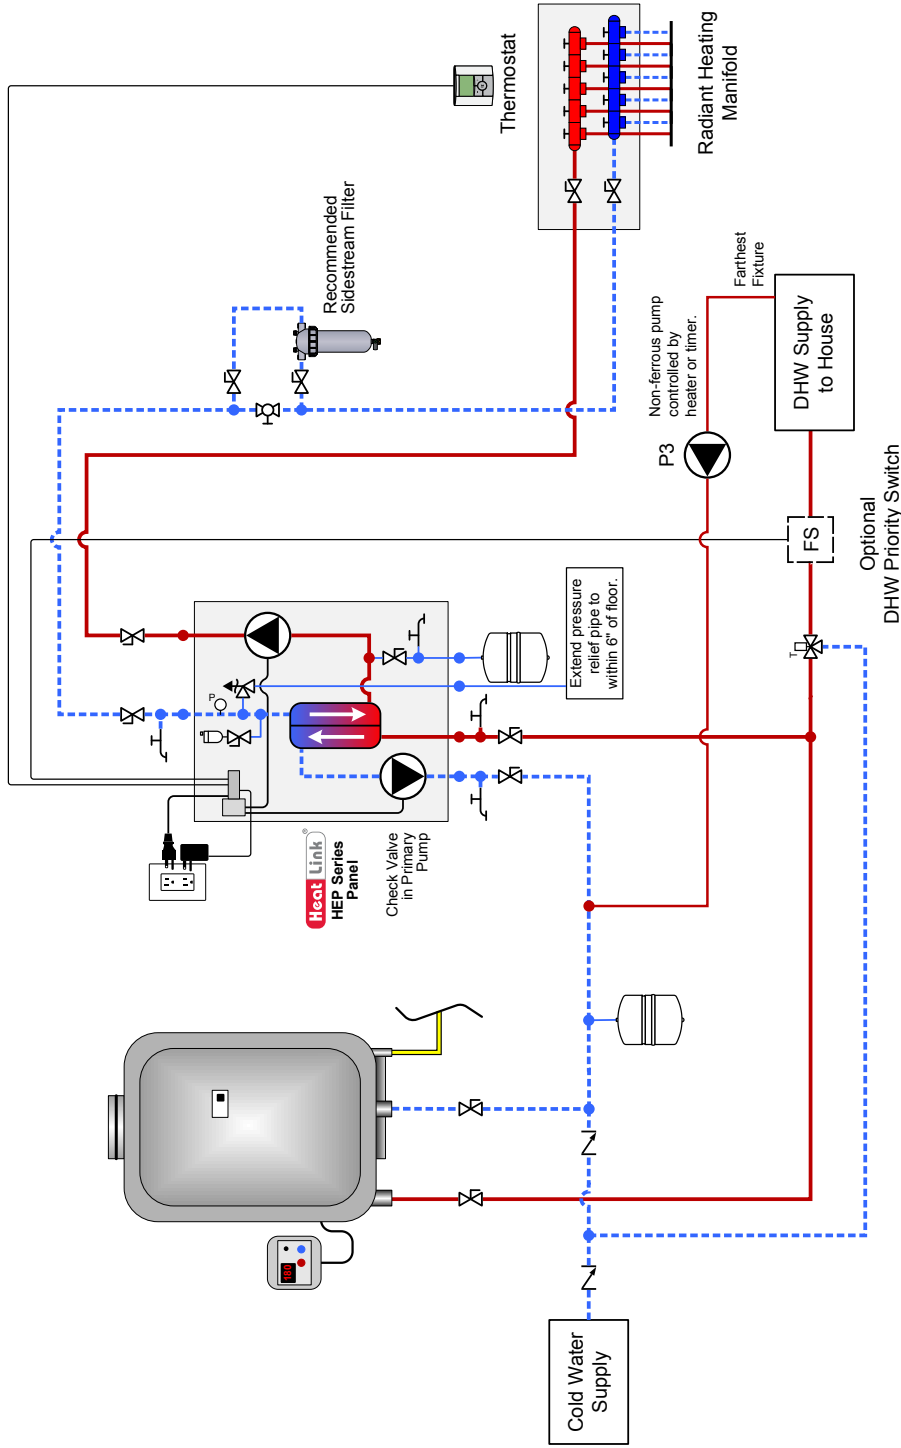 Thermostat
Radiant Heating
Manifold
Recommended
Sidestream Filter
Farthest
Fixture
Non-ferrous pump
controlled by
heater or timer.
P3
DHW Supply
to House
FS
Optional
DHW Priority Switch
T
Extend pressure
relief pipe to
within 6" of floor.
P
Heat Link®
HEP Series
Panel
Check Valve
in Primary
Pump
180
Cold Water
Supply